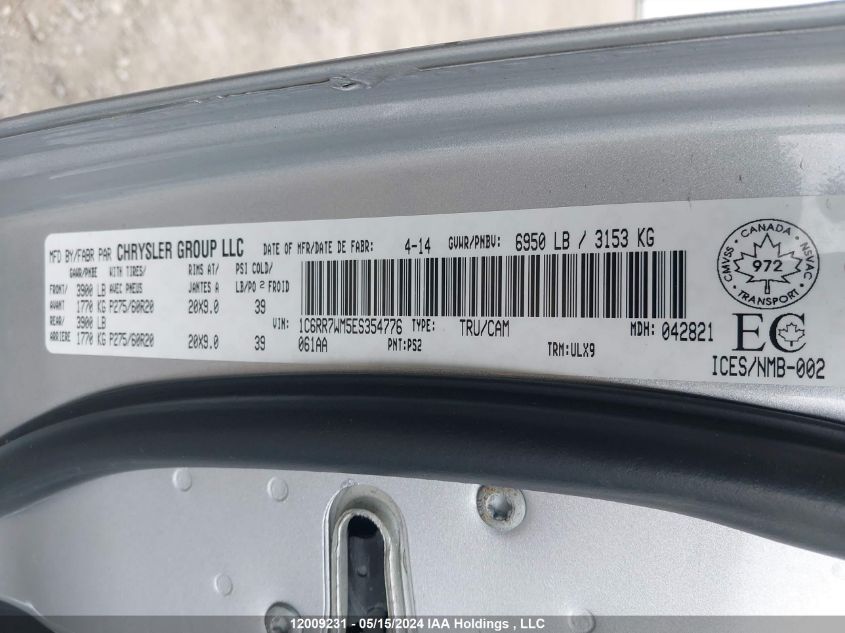 MFD BY/FABR PAR CHRYSLER GROUP LLC DATE OF MFR/DATE DE FABR: 4-14 GVWR/PNBV: 6950 LB / 3153 KG
GAWR/PNBE WITH TIRES/ RIMS AT/ PSI COLD/
FRONT/ 3900 LB AVEC PNEUS JANTES A LB/PO² FROID
AVANT 1770 KG P275/60R20 20X9.0 39
REAR/ 3900 LB
ARRIERE 1770 KG P275/60R20 20X9.0 39
VIN: 1C6RR7WM5ES354776 TYPE: TRU/CAM MDH: 042821
061AA PNT:PS2 TRM:ULX9
CANADA
CMVSS 972 NSVAC
TRANSPORT
EC
ICES/NMB-002
12009231 - 05/15/2024 IAA Holdings , LLC